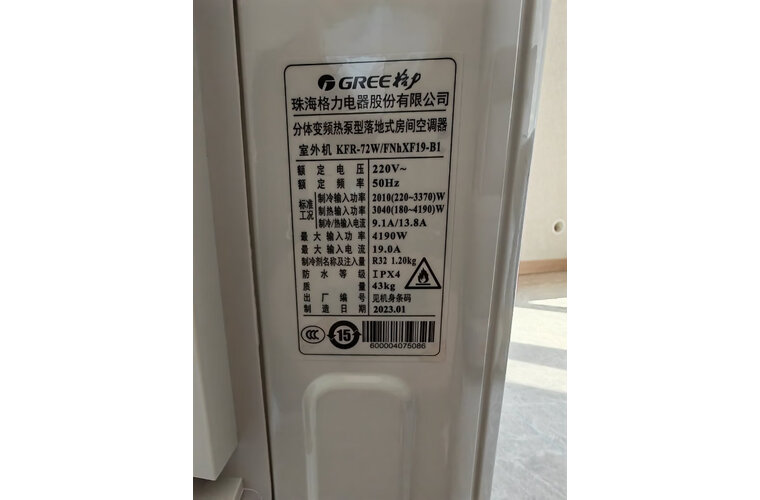 GREE格力
珠海格力电器股份有限公司
分体变频热泵型落地式房间空调器
室外机 KFR-72W/FNhXF19-B1
额定电压 220V~
额定频率 50Hz
标准工况 制冷输入功率 2010(220~3370)W
制热输入功率 3040(180~4190)W
制冷/热输入电流 9.1A/13.8A
最大输入功率 4190W
最大输入电流 19.0A
制冷剂名称及注入量 R32 1.20kg
防水等级 IPX4
质量 43kg
出厂编号 见机身条码
制造日期 2023.01
CCC 15
600004075086